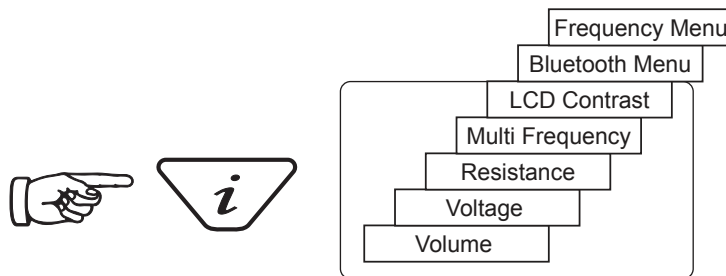 Frequency Menu
Bluetooth Menu
LCD Contrast
Multi Frequency
Resistance
Voltage
Volume
i